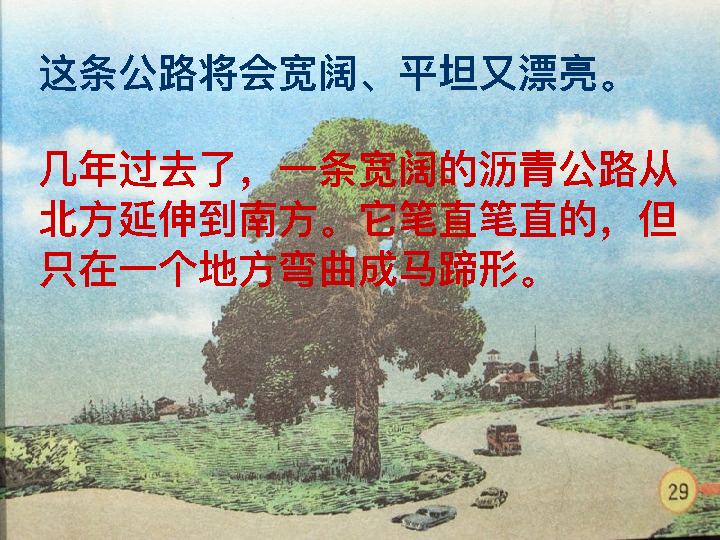 这条公路将会宽阔、平坦又漂亮。
几年过去了，一条宽阔的沥青公路从
北方延伸到南方。它笔直笔直的，但
只在一个地方弯曲成马蹄形。
29